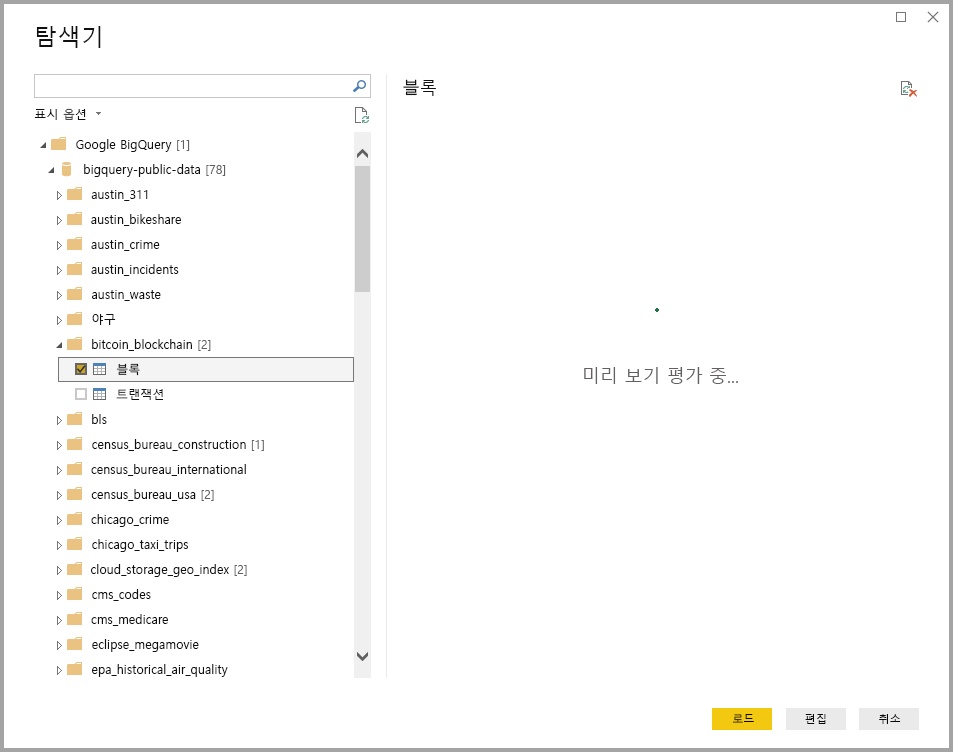 탐색기
표시 옵션
Google BigQuery [1]
bigquery-public-data [78]
austin_311
austin_bikeshare
austin_crime
austin_incidents
austin_waste
야구
bitcoin_blockchain [2]
블록
트랜잭션
bls
census_bureau_construction [1]
census_bureau_international
census_bureau_usa [2]
chicago_crime
chicago_taxi_trips
cloud_storage_geo_index [2]
cms_codes
cms_medicare
eclipse_megamovie
epa_historical_air_quality
블록
미리 보기 평가 중...
로드
편집
취소